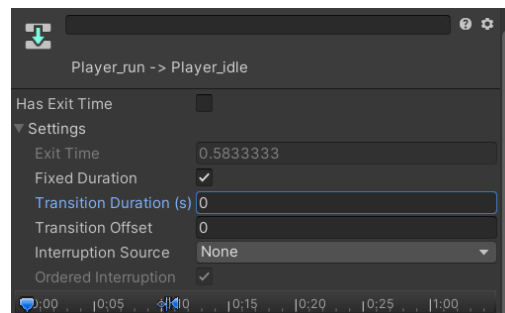 Player_run -> Player_idle
Has Exit Time
Settings
Exit Time 0.5833333
Fixed Duration
Transition Duration (s) 0
Transition Offset 0
Interruption Source None
Ordered Interruption
0:05 0:15 0:20 0:25 1:00